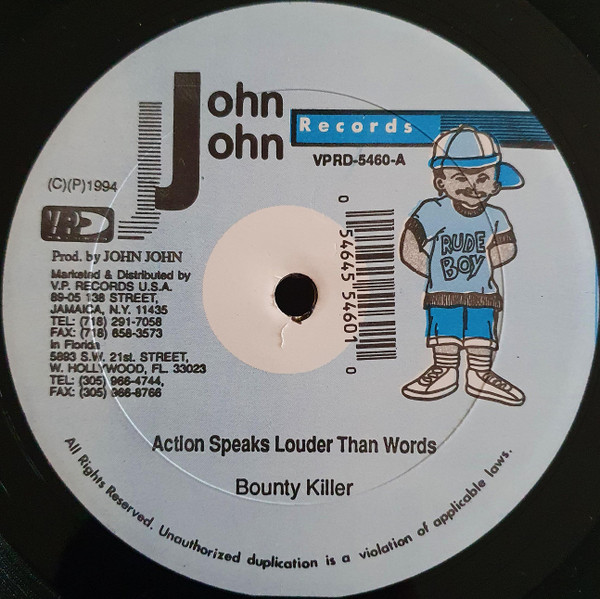 John
John
Records
VPRD-5460-A
(C)(P)1994
VP
RECORDS
Prod. by JOHN JOHN
Marketed & Distributed by
V.P. RECORDS U.S.A.
89-05 138 STREET,
JAMAICA, N.Y. 11435
TEL: (718) 291-7058
FAX: (718) 658-3573
In Florida
5893 S.W. 21st. STREET,
W. HOLLYWOOD, FL. 33023
TEL: (305) 966-4744,
FAX: (305) 966-8766
0 54645 54601 0
RUDE
BOY
Action Speaks Louder Than Words
Bounty Killer
All Rights Reserved. Unauthorized duplication is a violation of applicable laws.